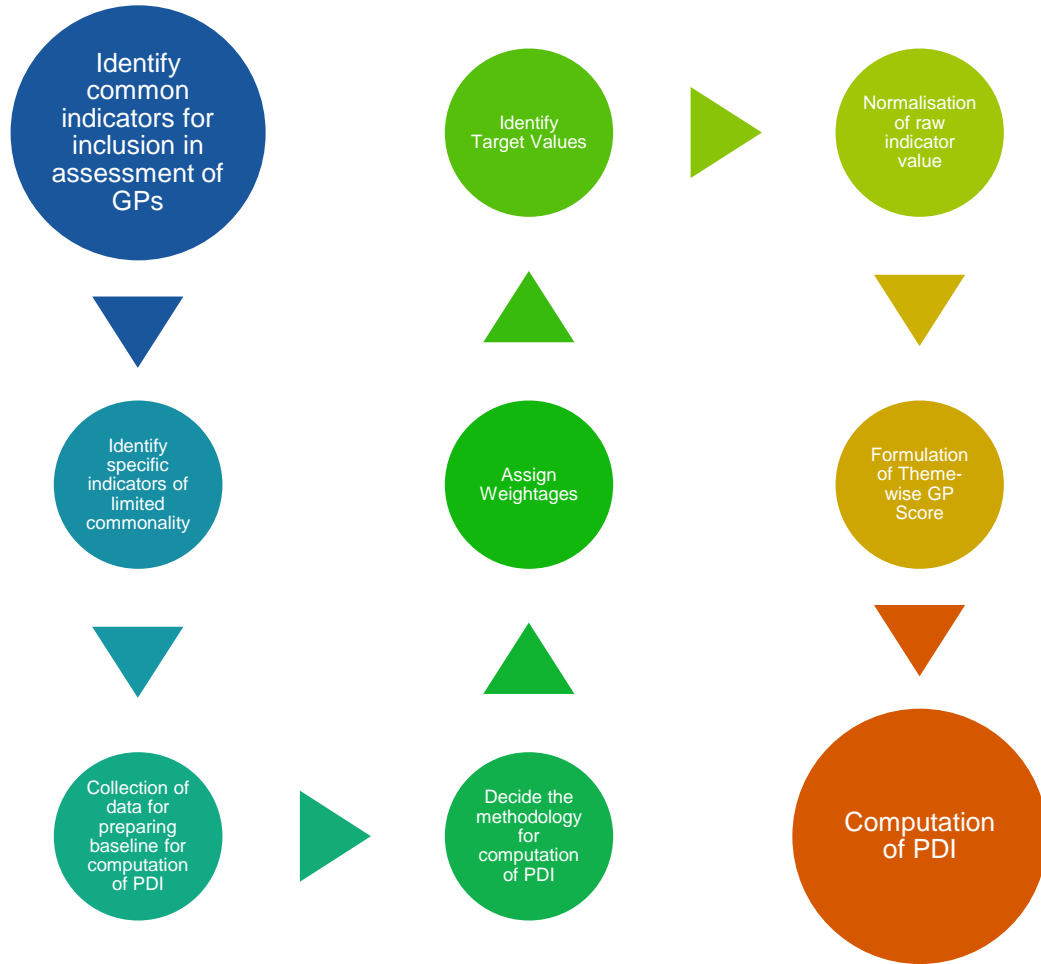 Identify
common
indicators for
inclusion in
assessment of
GPs
Identify
specific
indicators of
limited
commonality
Collection of
data for
preparing
baseline for
computation
of PDI
Decide the
methodology
for
computation
of PDI
Assign
Weightages
Identify
Target Values
Normalisation
of raw
indicator
value
Formulation
of Theme-
wise GP
Score
Computation
of PDI